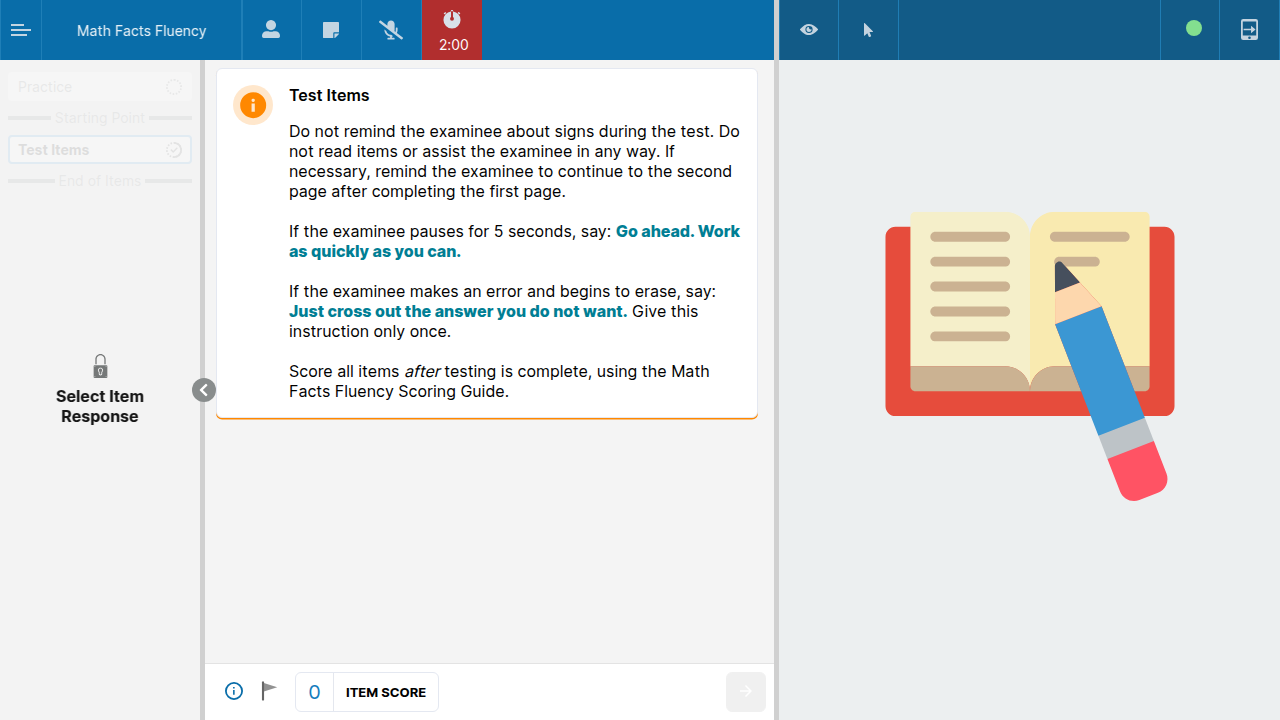 Math Facts Fluency
2:00
Practice
Starting Point
Test Items
End of Items
Select Item
Response
Test Items
Do not remind the examinee about signs during the test. Do
not read items or assist the examinee in any way. If
necessary, remind the examinee to continue to the second
page after completing the first page.
If the examinee pauses for 5 seconds, say: Go ahead. Work
as quickly as you can.
If the examinee makes an error and begins to erase, say:
Just cross out the answer you do not want. Give this
instruction only once.
Score all items after testing is complete, using the Math
Facts Fluency Scoring Guide.
0 ITEM SCORE